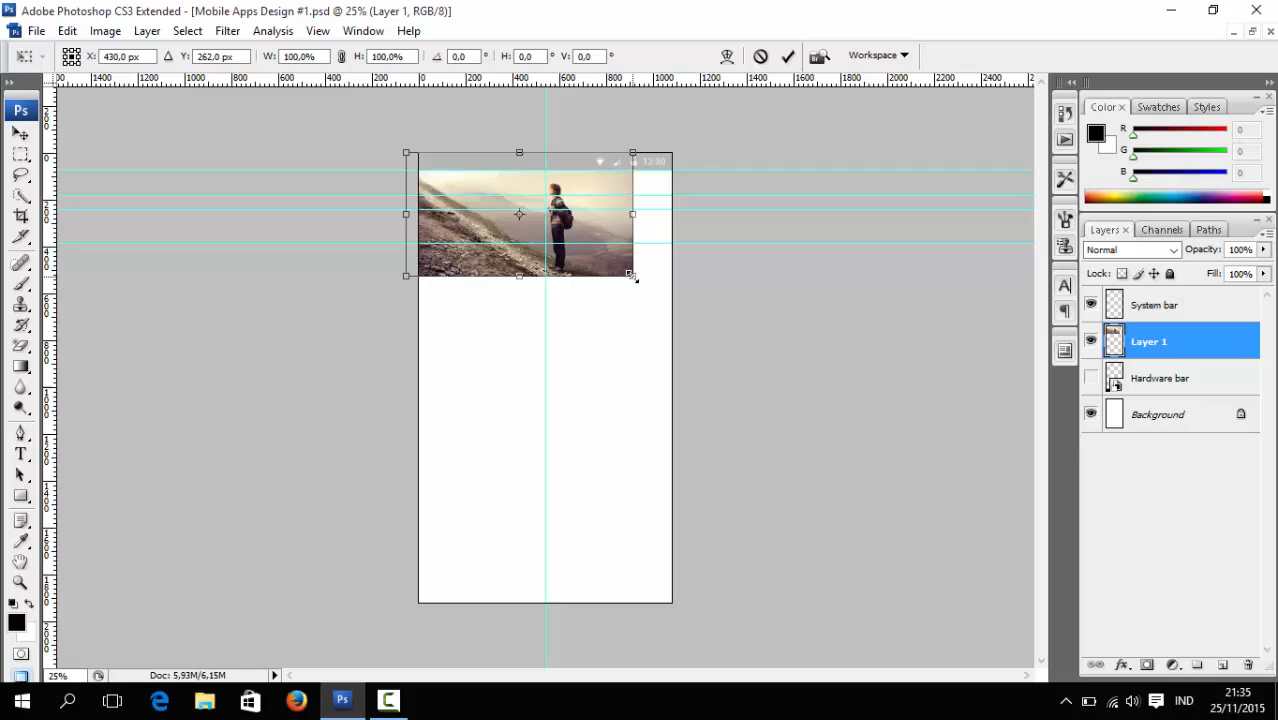 Adobe Photoshop CS3 Extended - [Mobile Apps Design #1.psd @ 25% (Layer 1, RGB/8)]
File Edit Image Layer Select Filter Analysis View Window Help
X: 430,0 px Y: 262,0 px W: 100,0% H: 100,0% 0,0 ° H: 0,0 ° V: 0,0 ° Workspace
1400 1200 1000 800 600 400 200 0 200 400 600 800 1000 1200 1400 1600 1800 2000 2200 2400
Ps
Color × Swatches Styles
R 0
G 0
B 0
Layers × Channels Paths
Normal Opacity: 100%
Lock: Fill: 100%
System bar
Layer 1
Hardware bar
Background
25% Doc: 5,93M/6,15M
Ps
IND
21:35
25/11/2015